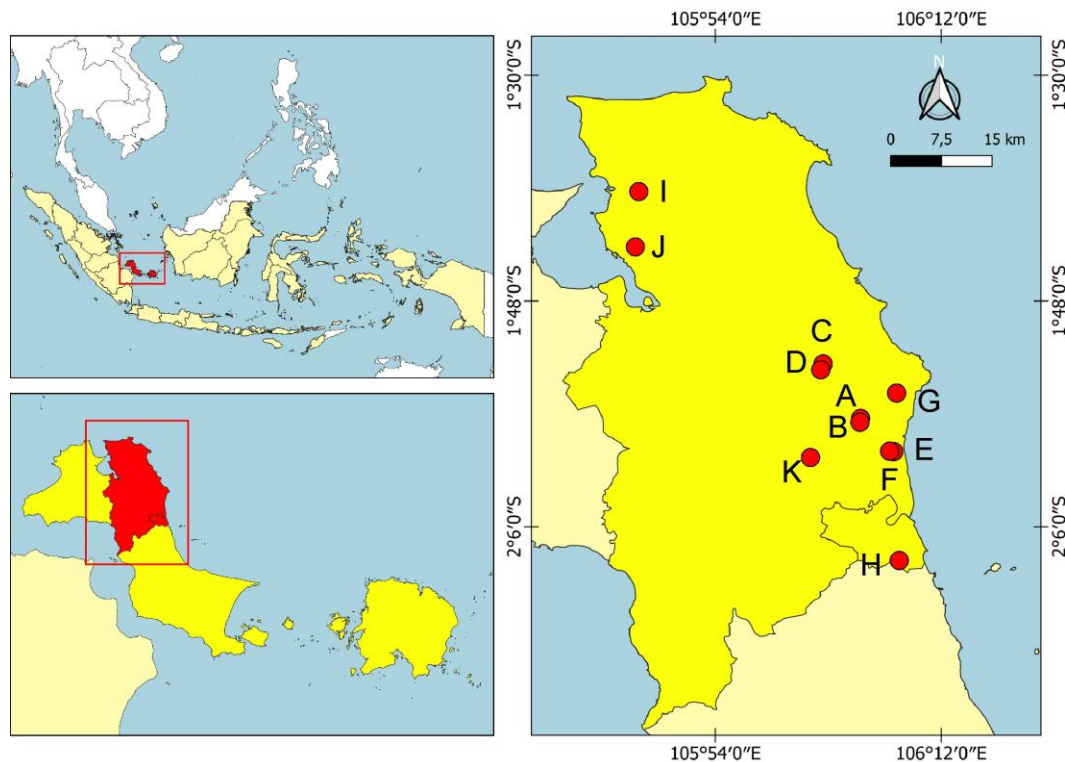 105°54′0″E 106°12′0″E
1°30′0″S 1°30′0″S
N
0 7,5 15 km
I
J
1°48′0″S 1°48′0″S
C
D
A
G
B
E
K
F
2°6′0″S 2°6′0″S
H
105°54′0″E 106°12′0″E